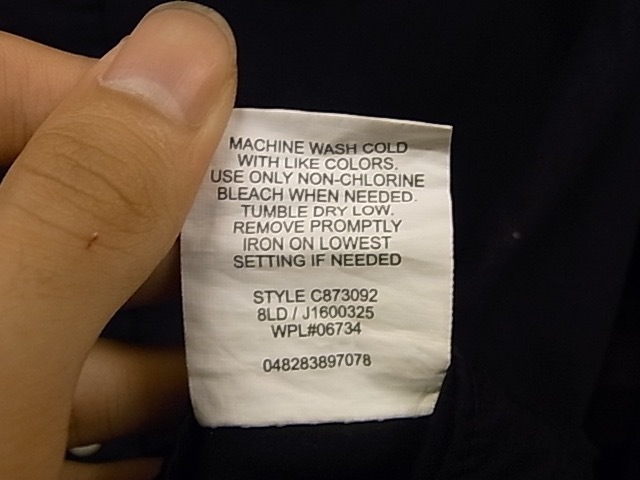 MACHINE WASH COLD
WITH LIKE COLORS.
USE ONLY NON-CHLORINE
BLEACH WHEN NEEDED.
TUMBLE DRY LOW.
REMOVE PROMPTLY
IRON ON LOWEST
SETTING IF NEEDED
STYLE C873092
8LD / J1600325
WPL#06734
048283897078